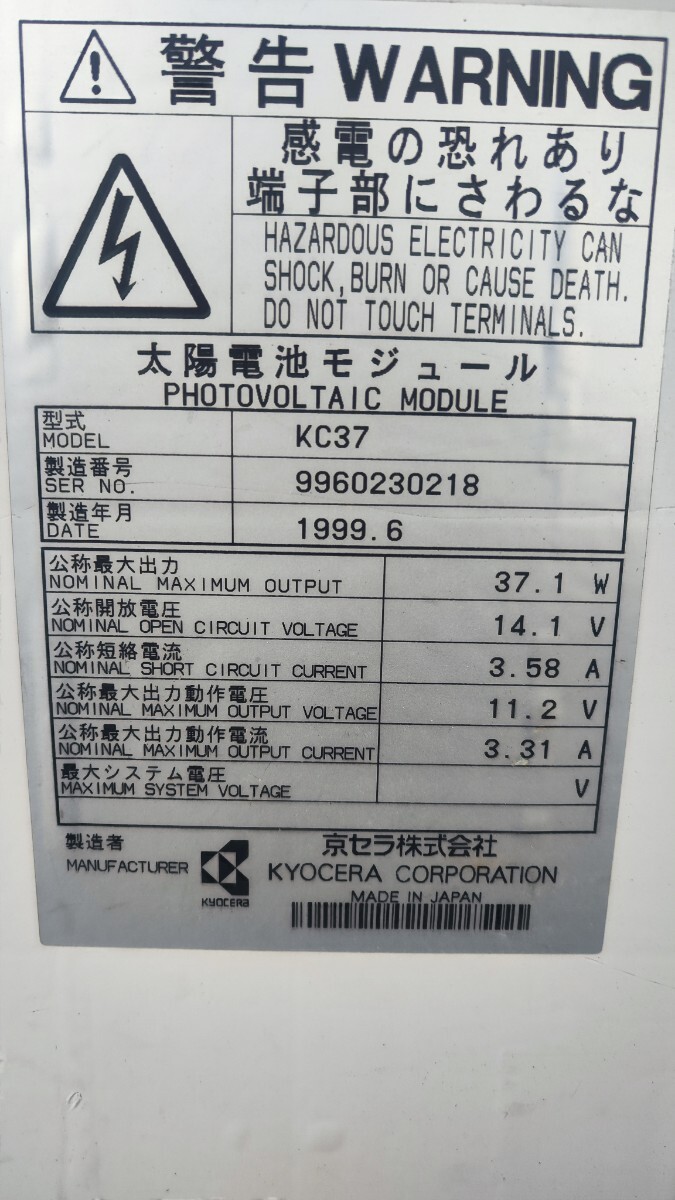 警告 WARNING
感電の恐れあり
端子部にさわるな
HAZARDOUS ELECTRICITY CAN
SHOCK, BURN OR CAUSE DEATH.
DO NOT TOUCH TERMINALS.
太陽電池モジュール
PHOTOVOLTAIC MODULE
型式
MODEL KC37
製造番号
SER NO. 9960230218
製造年月
DATE 1999.6
公称最大出力
NOMINAL MAXIMUM OUTPUT 37.1 W
公称開放電圧
NOMINAL OPEN CIRCUIT VOLTAGE 14.1 V
公称短絡電流
NOMINAL SHORT CIRCUIT CURRENT 3.58 A
公称最大出力動作電圧
NOMINAL MAXIMUM OUTPUT VOLTAGE 11.2 V
公称最大出力動作電流
NOMINAL MAXIMUM OUTPUT CURRENT 3.31 A
最大システム電圧
MAXIMUM SYSTEM VOLTAGE V
製造者
MANUFACTURER
KYOCERA
京セラ株式会社
KYOCERA CORPORATION
MADE IN JAPAN